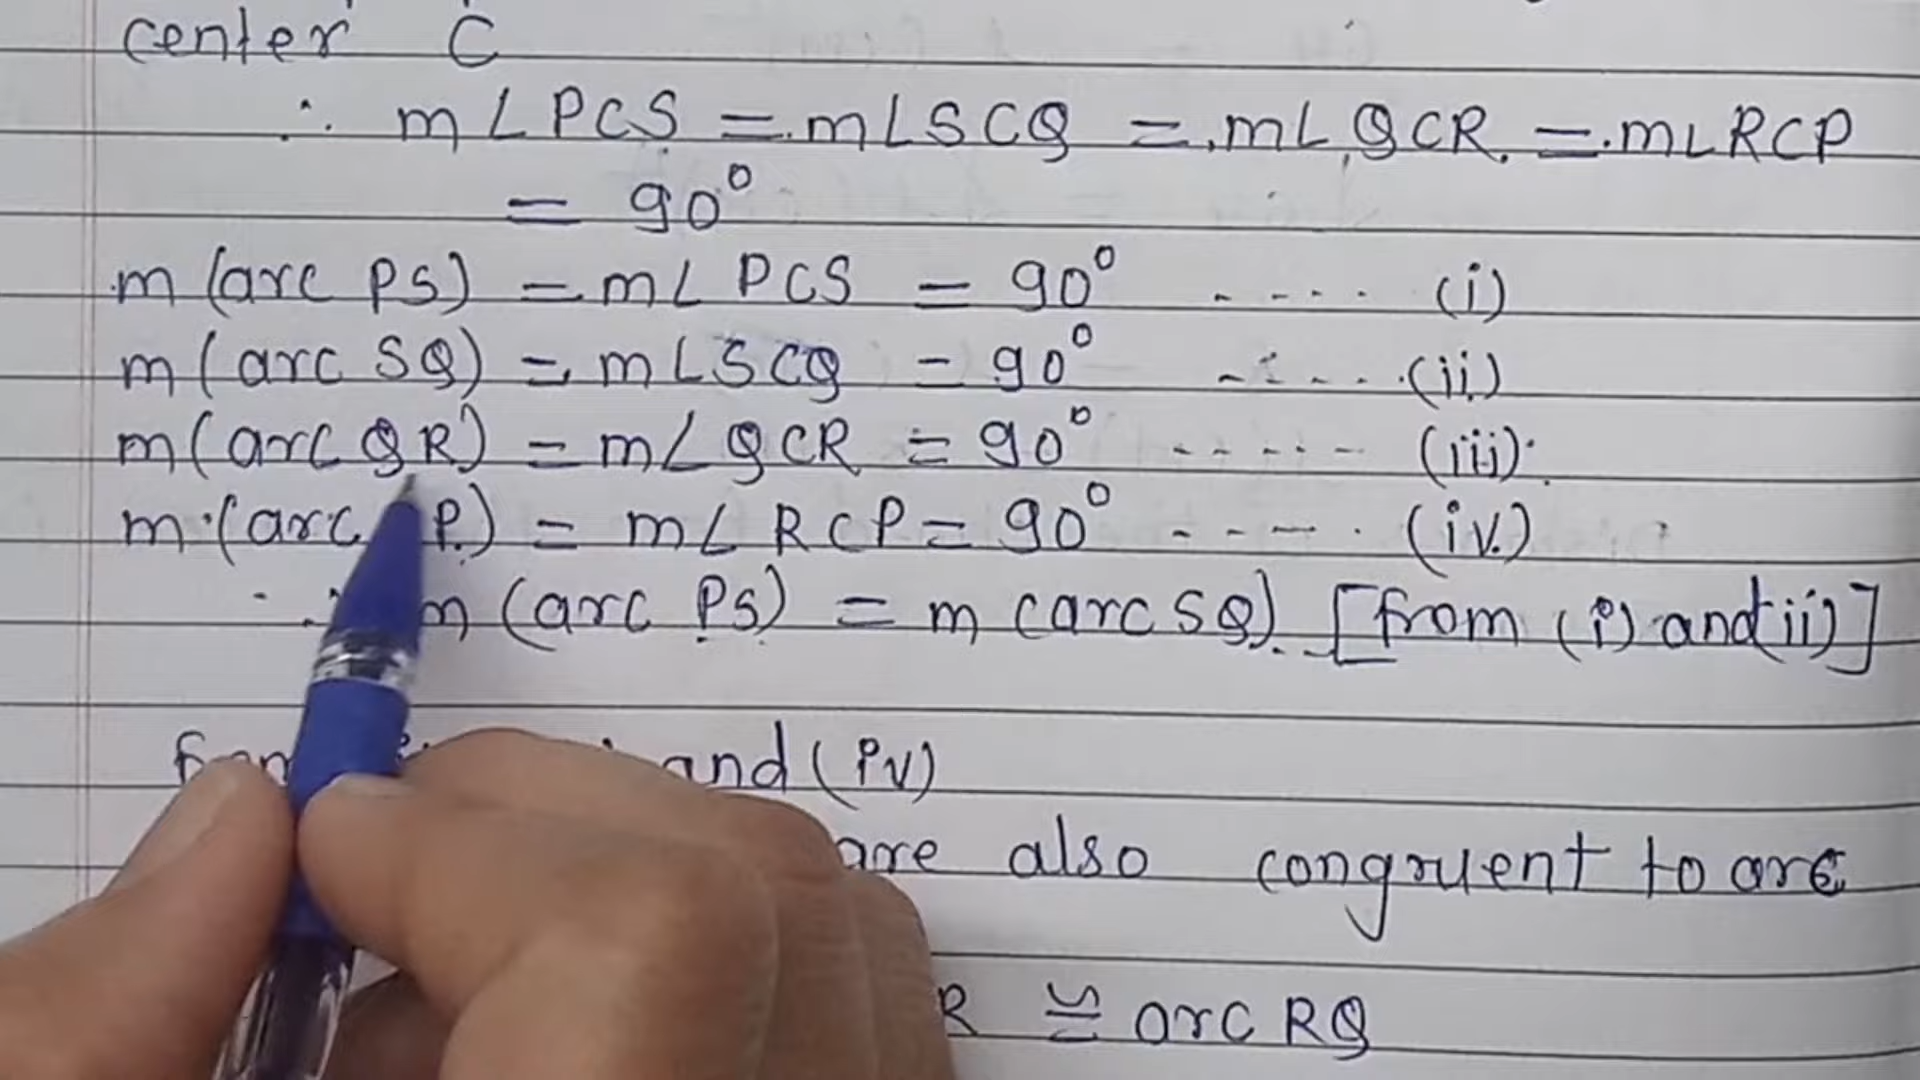 center C
∴ m∠PCS = m∠SCQ = m∠QCR = m∠RCP
= 90°
m(arc PS) = m∠PCS = 90° ---- (i)
m(arc SQ) = m∠SCQ = 90° ---- (ii)
m(arc QR) = m∠QCR = 90° ----- (iii)
m(arc P) = m∠RCP = 90° ---- (iv)
∴ m(arc PS) = m(arc SQ) [from (i) and (ii)]
and (iv)
are also congruent to arc
R ≅ arc RQ